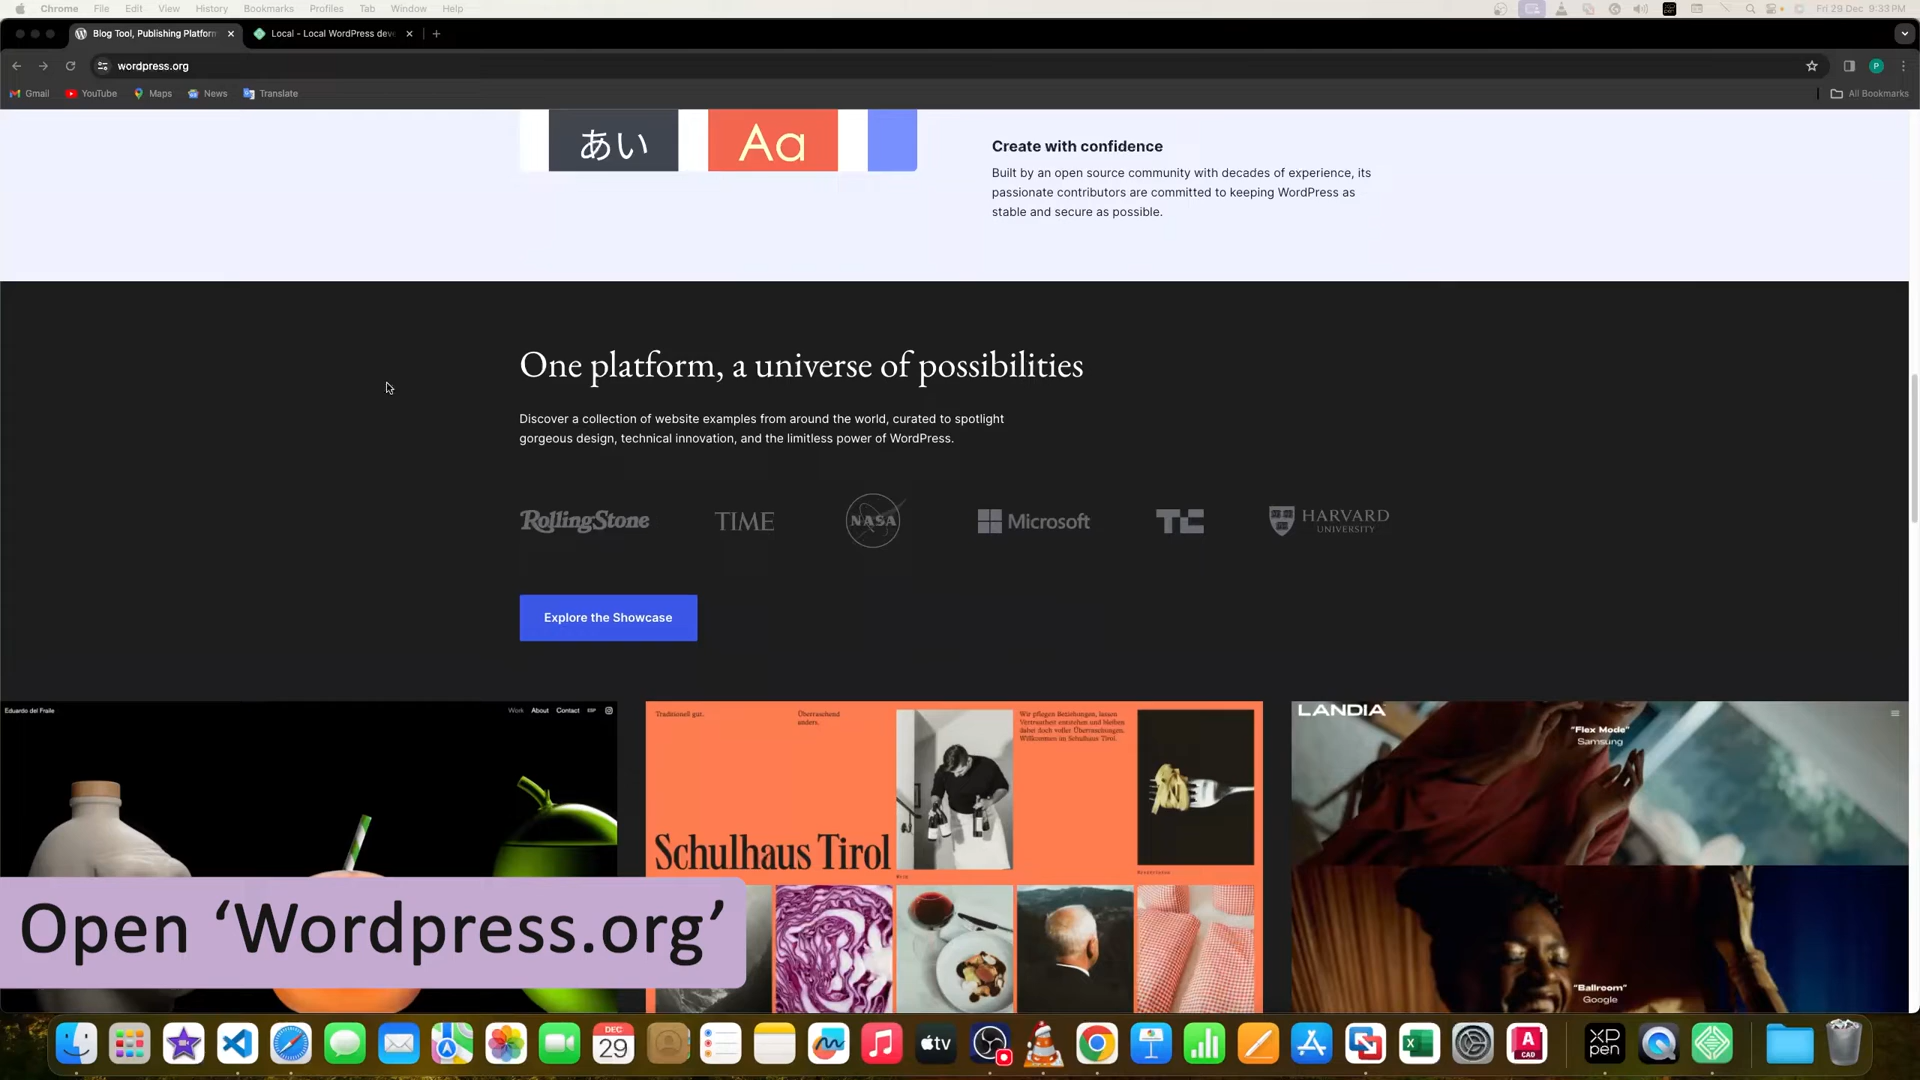 Chrome File Edit View History Bookmarks Profiles Tab Window Help
Fri 29 Dec 9:33 PM
Blog Tool, Publishing Platform
Local - Local WordPress deve
wordpress.org
P
Gmail YouTube Maps News Translate
All Bookmarks
あい
Aa
Create with confidence
Built by an open source community with decades of experience, its
passionate contributors are committed to keeping WordPress as
stable and secure as possible.
One platform, a universe of possibilities
Discover a collection of website examples from around the world, curated to spotlight
gorgeous design, technical innovation, and the limitless power of WordPress.
RollingStone
TIME
NASA
Microsoft
TC
HARVARD
UNIVERSITY
Explore the Showcase
Eduardo del Fraile
Work About Contact ESP
Traditionell gut.
Überraschend
anders.
Wir pflegen Beziehungen, lassen
Vertrautes entstehen und bleiben
dabei doch voller Überraschungen.
Willkommen im Schulhaus Tirol.
Schulhaus Tirol
LANDIA
"Flex Mode"
Samsung
"Ballroom"
Google
Open ‘Wordpress.org’
DEC
29
tv
XP
pen
A
CAD